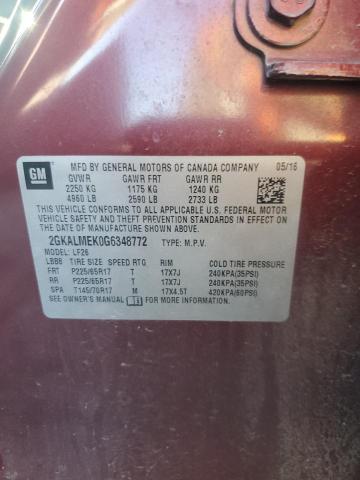 GM
MFD BY GENERAL MOTORS OF CANADA COMPANY 05/16
GVWR GAWR FRT GAWR RR
2250 KG 1175 KG 1240 KG
4960 LB 2590 LB 2733 LB
THIS VEHICLE CONFORMS TO ALL APPLICABLE U.S. FEDERAL MOTOR
VEHICLE SAFETY AND THEFT PREVENTION STANDARDS IN EFFECT ON
THE DATE OF MANUFACTURE SHOWN ABOVE.
2GKALMEK0G6348772 TYPE: M.P.V.
MODEL: LF26
LBBB TIRE SIZE SPEED RTG RIM COLD TIRE PRESSURE
FRT P225/65R17 T 17X7J 240KPA(35PSI)
RR P225/65R17 T 17X7J 240KPA(35PSI)
SPA T145/70R17 M 17X4.5T 420KPA(60PSI)
SEE OWNER'S MANUAL FOR MORE INFORMATION.